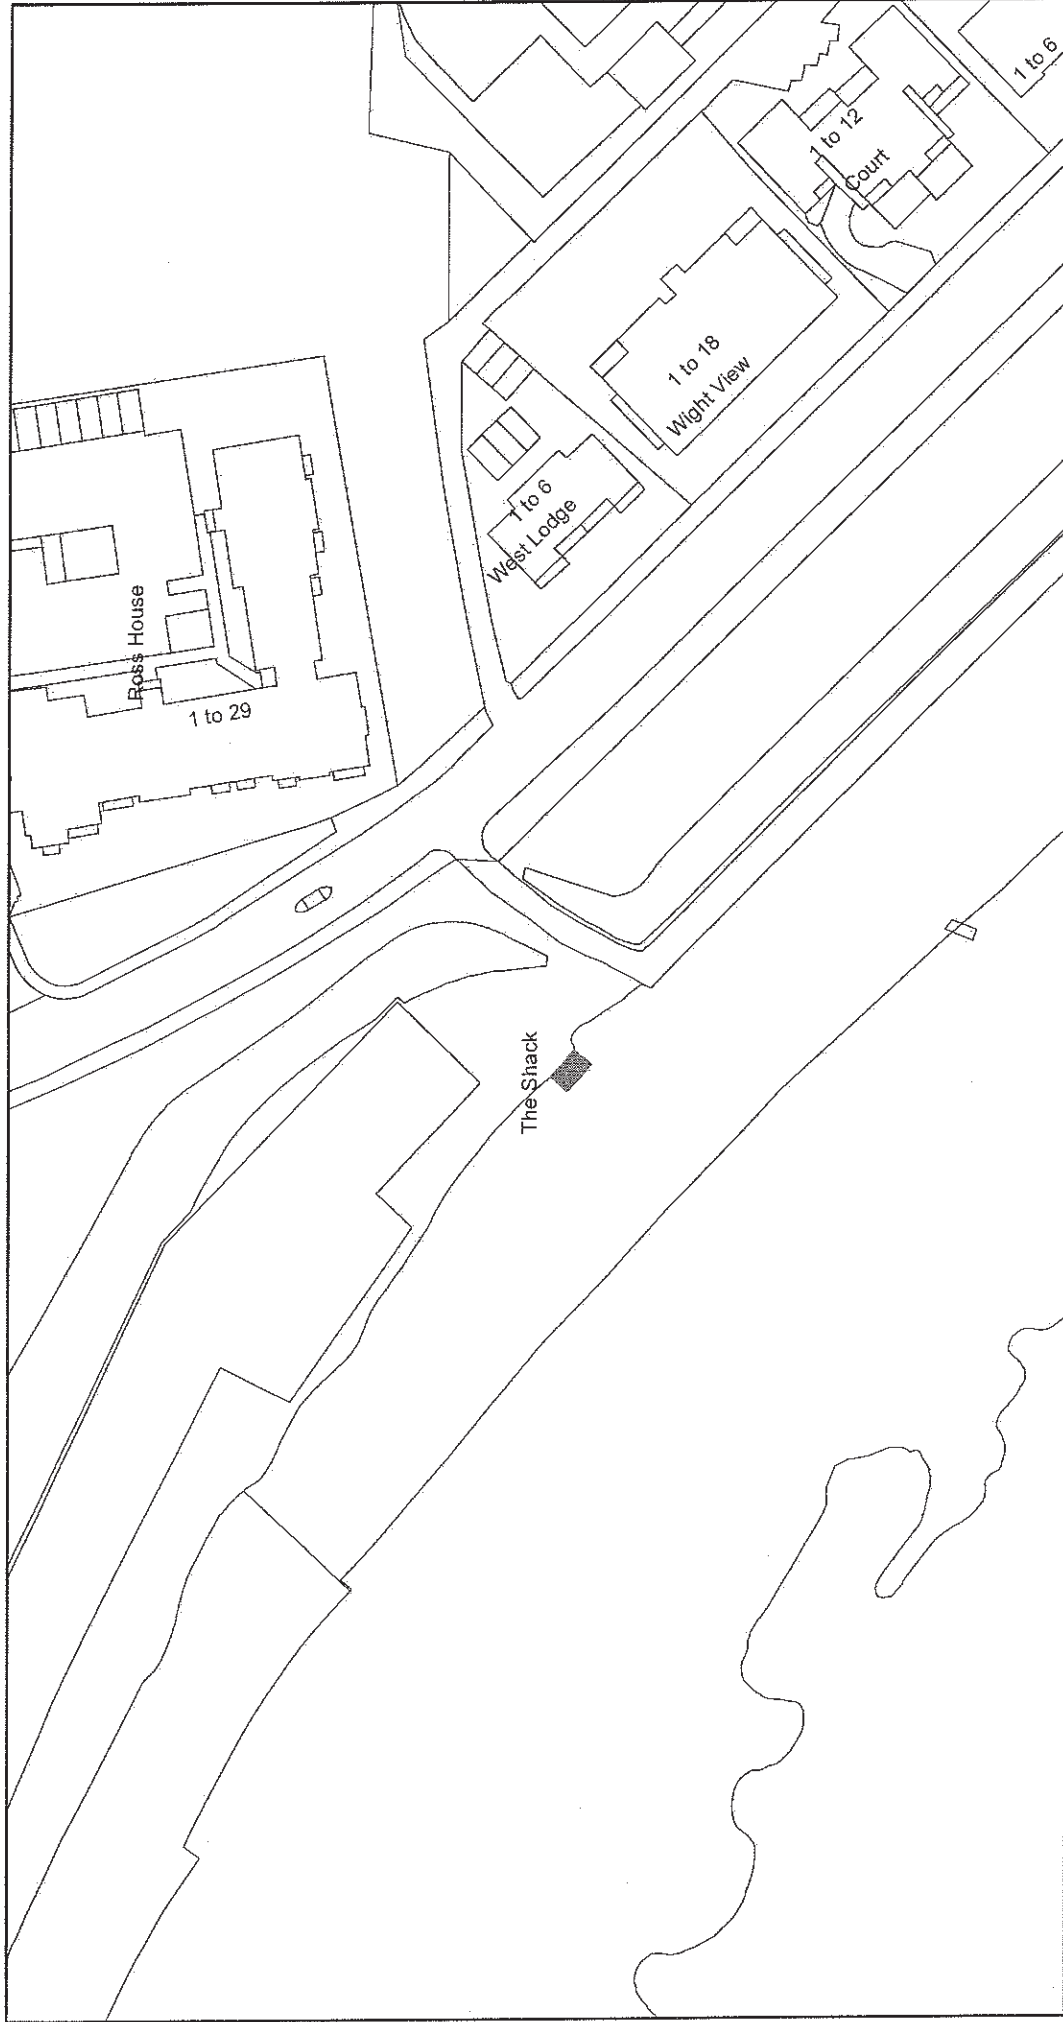 Ross House
1 to 29
1 to 6
West Lodge
1 to 18
Wight View
1 to 12
Court
1 to 6
The Shack